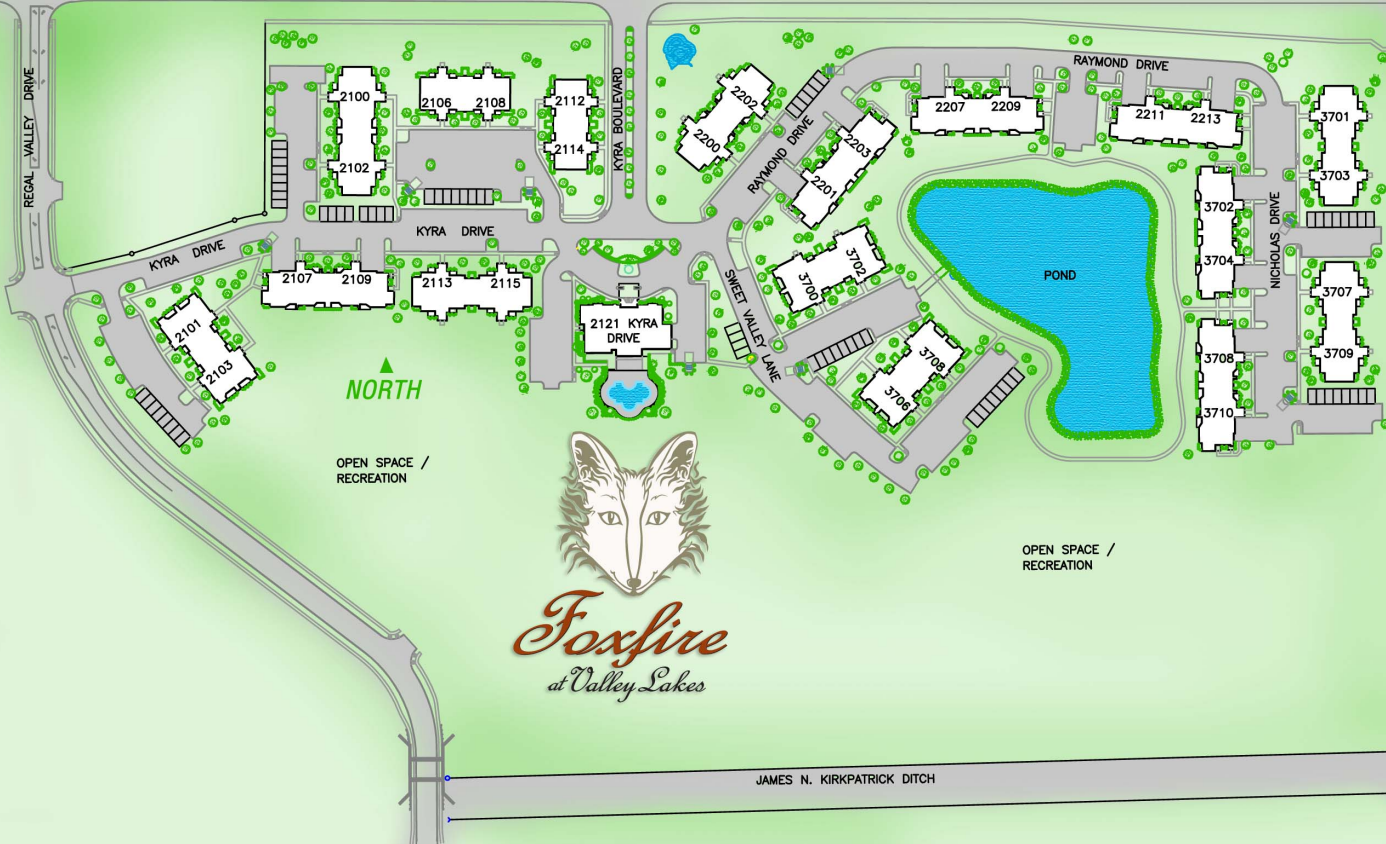 REGAL VALLEY DRIVE
KYRA BOULEVARD
RAYMOND DRIVE
2100
2102
2106
2108
2112
2114
2202
2200
RAYMOND DRIVE
2203
2201
2207
2209
2211
2213
3701
3703
3702
3704
NICHOLAS DRIVE
KYRA DRIVE
KYRA DRIVE
2107
2109
2113
2115
2101
2103
2121 KYRA
DRIVE
SWEET VALLEY LANE
3700
3702
POND
3707
3709
3708
3706
3708
3710
NORTH
OPEN SPACE /
RECREATION
OPEN SPACE /
RECREATION
Foxfire
at Valley Lakes
JAMES N. KIRKPATRICK DITCH